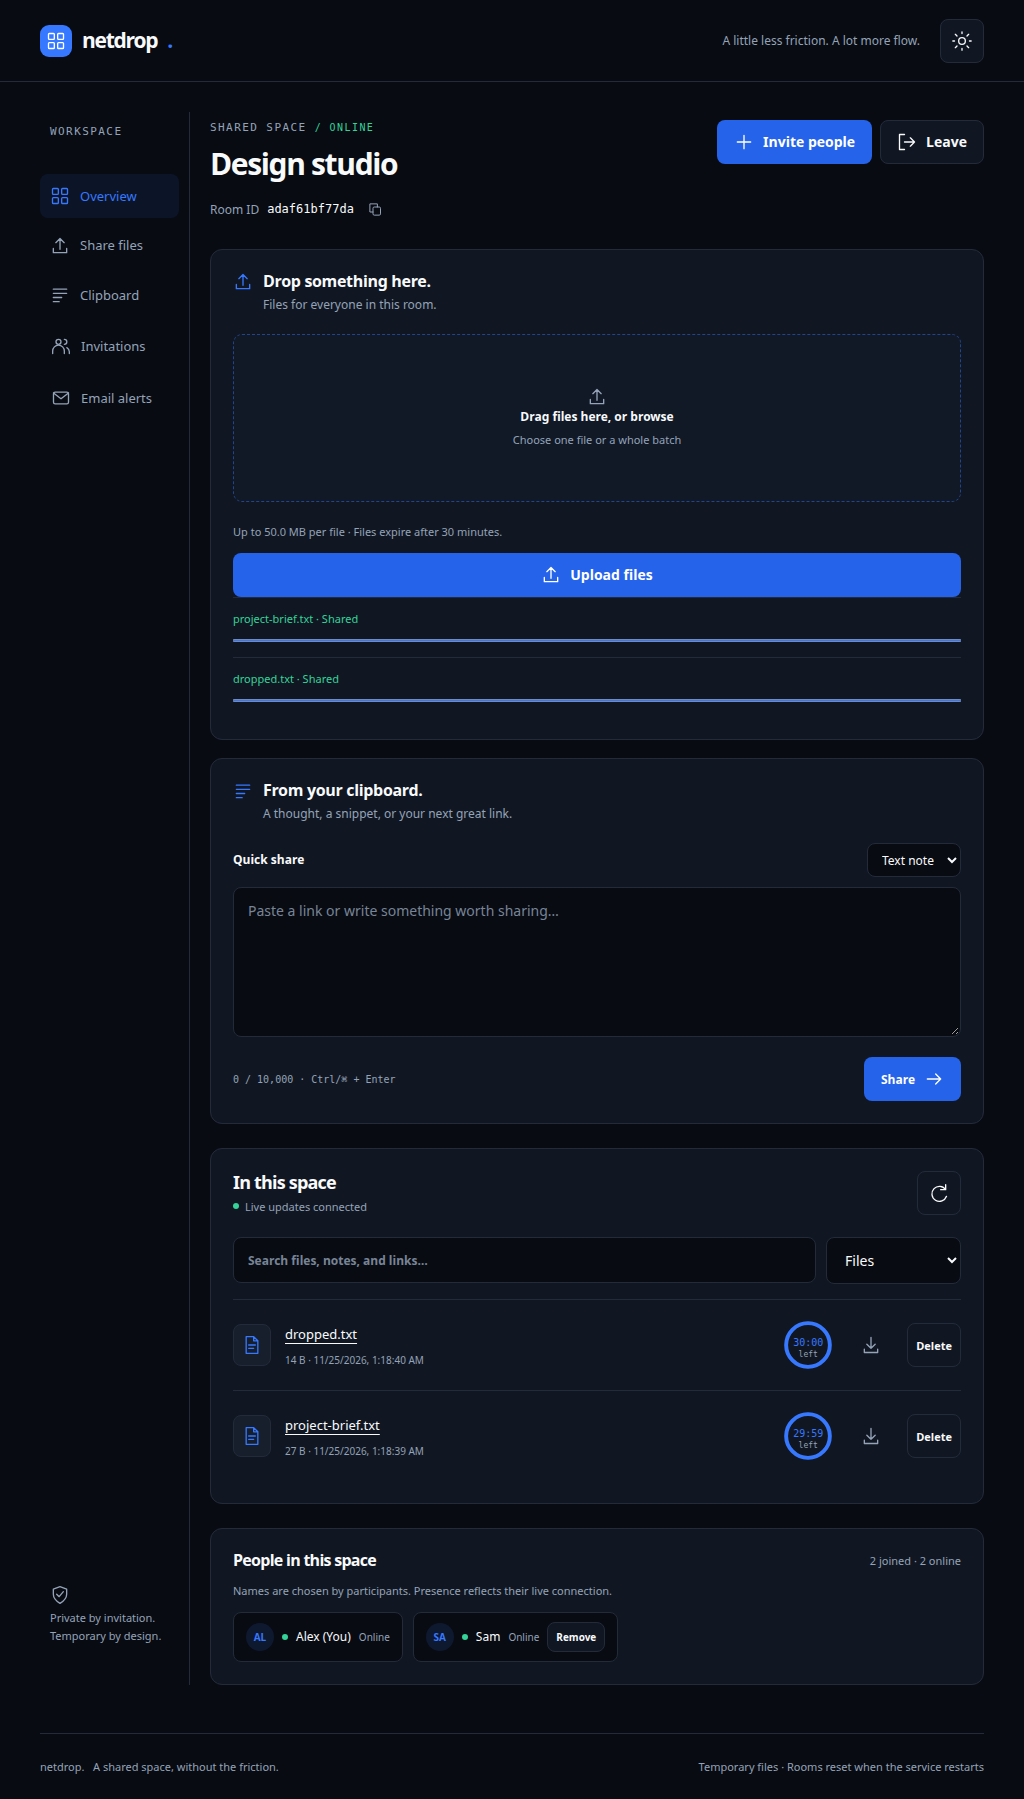 netdrop.
A little less friction. A lot more flow.
WORKSPACE
Overview
Share files
Clipboard
Invitations
Email alerts
Private by invitation.
Temporary by design.
SHARED SPACE / ONLINE
Design studio
Room ID adaf61bf77da
Invite people
Leave
Drop something here.
Files for everyone in this room.
Drag files here, or browse
Choose one file or a whole batch
Up to 50.0 MB per file · Files expire after 30 minutes.
Upload files
project-brief.txt · Shared
dropped.txt · Shared
From your clipboard.
A thought, a snippet, or your next great link.
Quick share
Text note
Paste a link or write something worth sharing...
0 / 10,000 · Ctrl/⌘ + Enter
Share
In this space
Live updates connected
Search files, notes, and links...
Files
dropped.txt
14 B · 11/25/2026, 1:18:40 AM
30:00
left
Delete
project-brief.txt
27 B · 11/25/2026, 1:18:39 AM
29:59
left
Delete
People in this space
2 joined · 2 online
Names are chosen by participants. Presence reflects their live connection.
AL Alex (You) Online
SA Sam Online Remove
netdrop. A shared space, without the friction.
Temporary files · Rooms reset when the service restarts